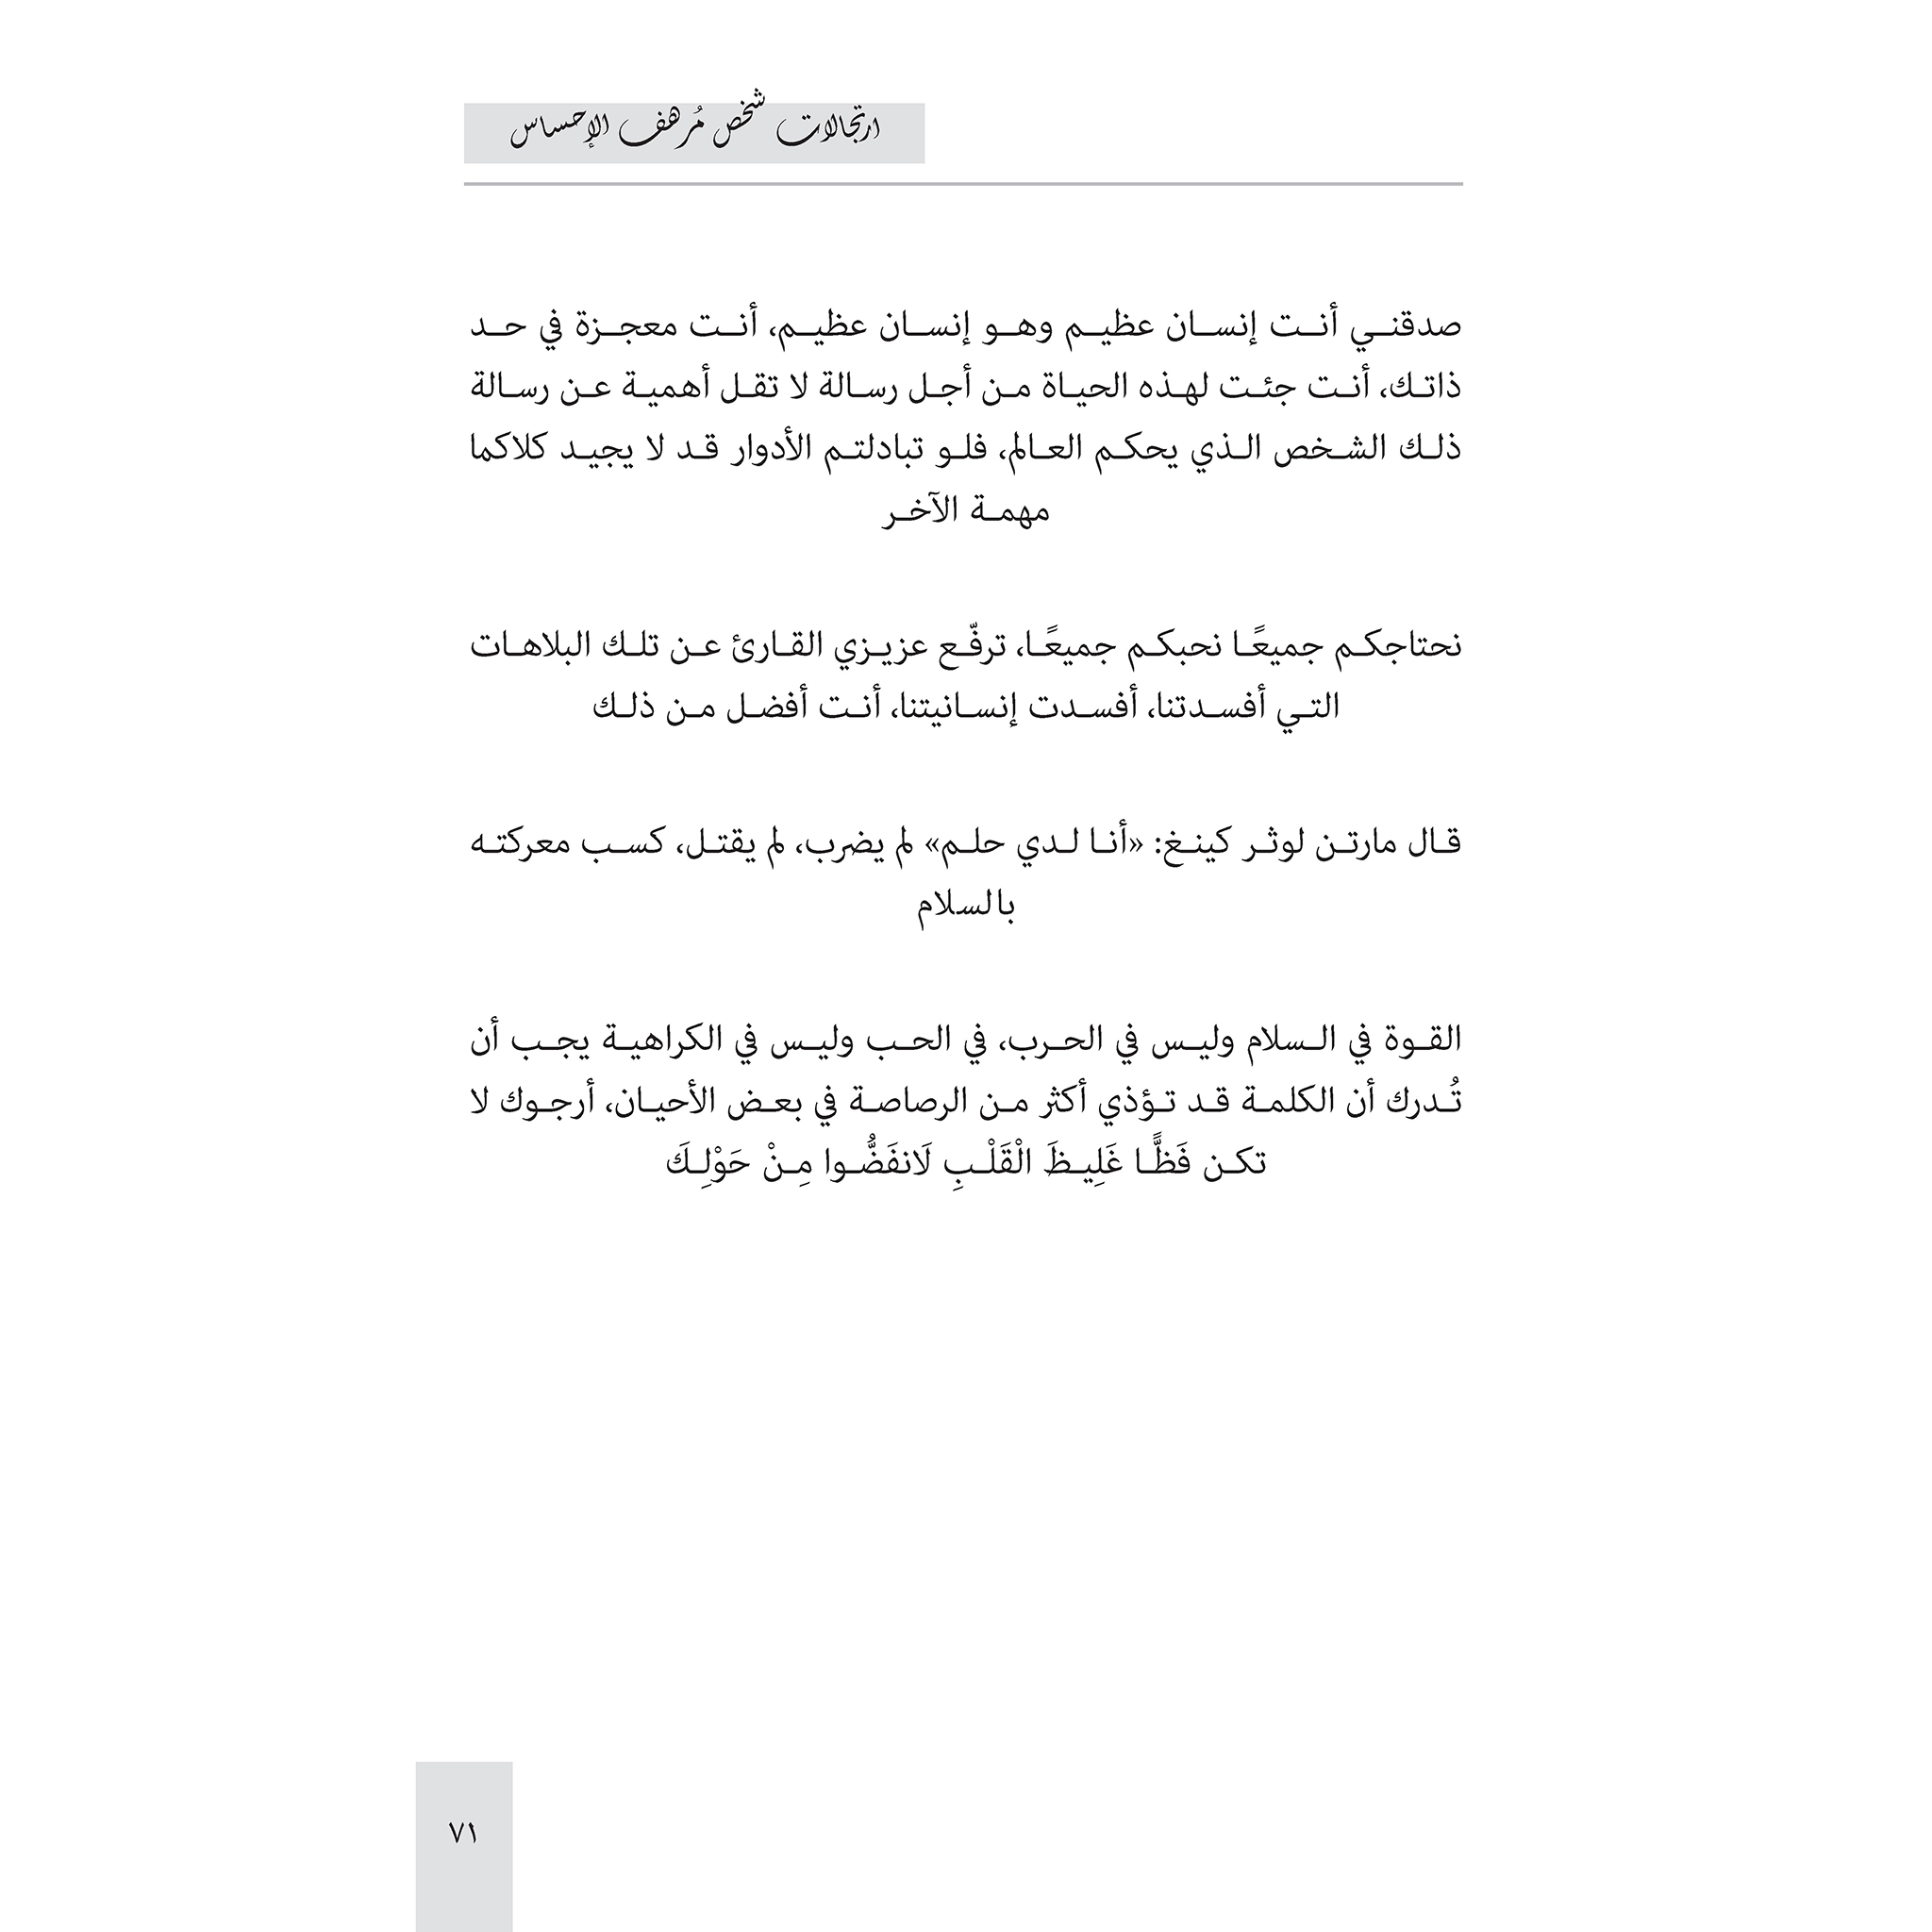 ارتجالات شخص مُرهف الإحساس
صدقني أنت إنسان عظيم وهو إنسان عظيم، أنت معجزة في حد
ذاتك، أنت جئت لهذه الحياة من أجل رسالة لا تقل أهمية عن رسالة
ذلك الشخص الذي يحكم العالم، فلو تبادلتم الأدوار قد لا يجيد كلاكما
مهمة الآخر
نحتاجكم جميعًا نحبكم جميعًا، ترفّع عزيزي القارئ عن تلك البلاهات
التي أفسدتنا، أفسدت إنسانيتنا، أنت أفضل من ذلك
قال مارتن لوثر كينغ: «أنا لدي حلم» لم يضرب، لم يقتل، كسب معركته
بالسلام
القوة في السلام وليس في الحرب، في الحب وليس في الكراهية يجب أن
تُدرك أن الكلمة قد تؤذي أكثر من الرصاصة في بعض الأحيان، أرجوك لا
تكن فَظًّا غَلِيظَ الْقَلْبِ لَانفَضُّوا مِنْ حَوْلِكَ
٧١